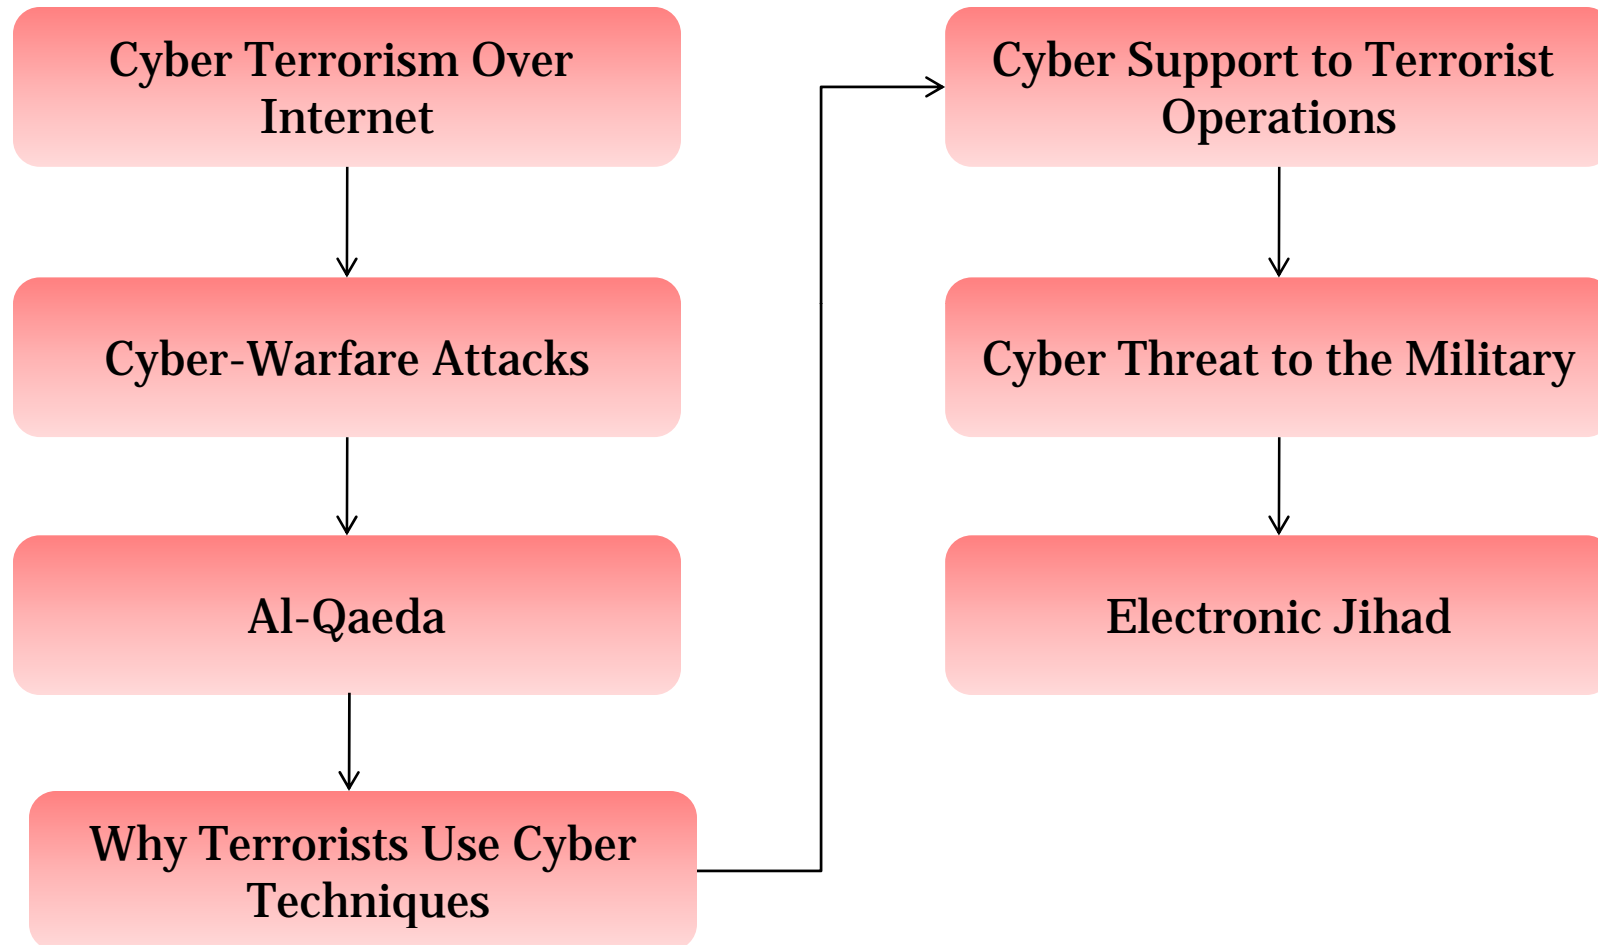 Cyber Terrorism Over
Internet
Cyber-Warfare Attacks
Al-Qaeda
Why Terrorists Use Cyber
Techniques
Cyber Support to Terrorist
Operations
Cyber Threat to the Military
Electronic Jihad